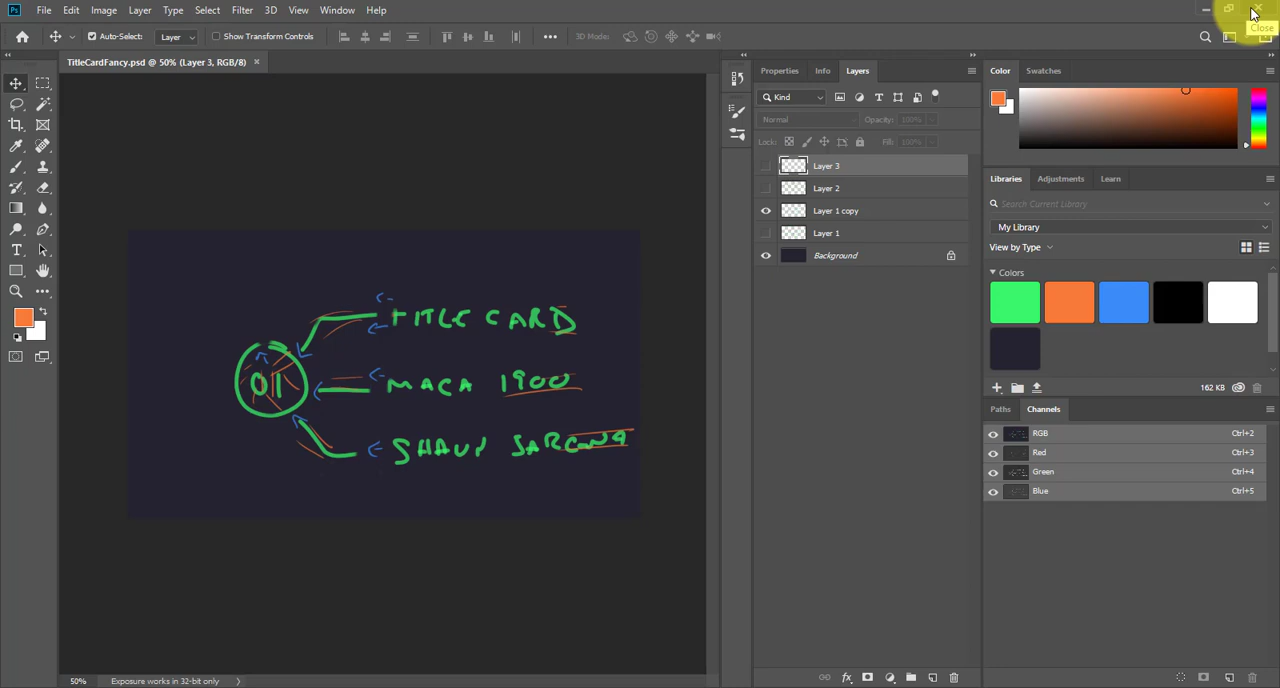 Ps File Edit Image Layer Type Select Filter 3D View Window Help
Close
Auto-Select: Layer Show Transform Controls 3D Mode:
TitleCardFancy.psd @ 50% (Layer 3, RGB/8)
Properties Info Layers
Kind
Normal Opacity: 100%
Lock: Fill: 100%
Layer 3
Layer 2
Layer 1 copy
Layer 1
Background
Color Swatches
Libraries Adjustments Learn
Search Current Library
My Library
View by Type
Colors
162 KB
Paths Channels
RGB Ctrl+2
Red Ctrl+3
Green Ctrl+4
Blue Ctrl+5
TITLE CARD
01 MACA 1900
SHAUN
50% Exposure works in 32-bit only